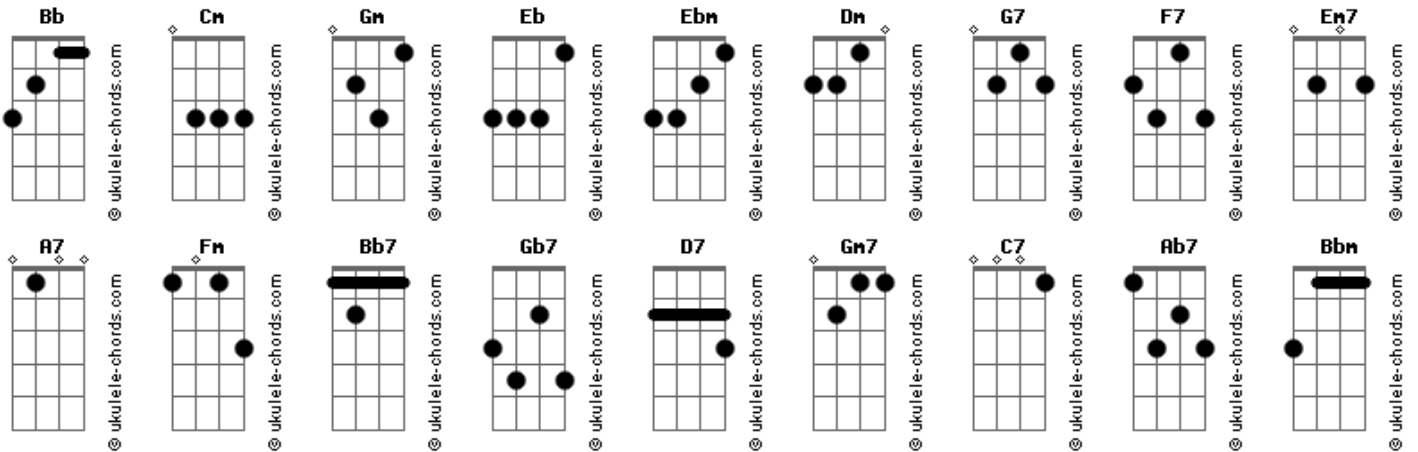 Bb Cm Gm Eb Ebm Dm G7 F7 Em7
© ukulele-chords.com © ukulele-chords.com © ukulele-chords.com © ukulele-chords.com © ukulele-chords.com © ukulele-chords.com © ukulele-chords.com © ukulele-chords.com © ukulele-chords.com
A7 Fm Bb7 Gb7 D7 Gm7 C7 Ab7 Bbm
© ukulele-chords.com © ukulele-chords.com © ukulele-chords.com © ukulele-chords.com © ukulele-chords.com © ukulele-chords.com © ukulele-chords.com © ukulele-chords.com © ukulele-chords.com